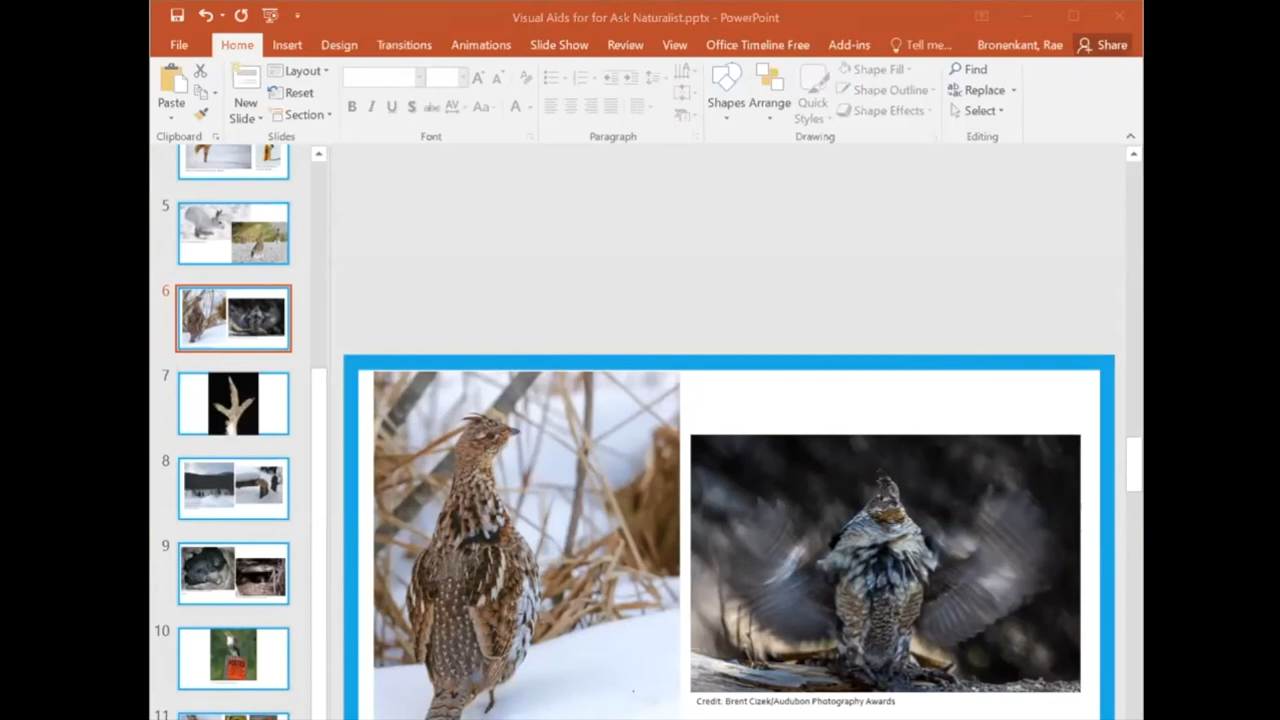 Visual Aids for for Ask Naturalist.pptx - PowerPoint
File Home Insert Design Transitions Animations Slide Show Review View Office Timeline Free Add-ins Tell me... Bronenkant, Rae Share
Paste
Clipboard
New Slide
Layout
Reset
Section
Slides
B I U S abc AV Aa A
Font
Paragraph
Shapes
Arrange
Quick Styles
Shape Fill
Shape Outline
Shape Effects
Drawing
Find
Replace
Select
Editing
5
6
7
8
9
10
11
Credit. Brent Cizek/Audubon Photography Awards